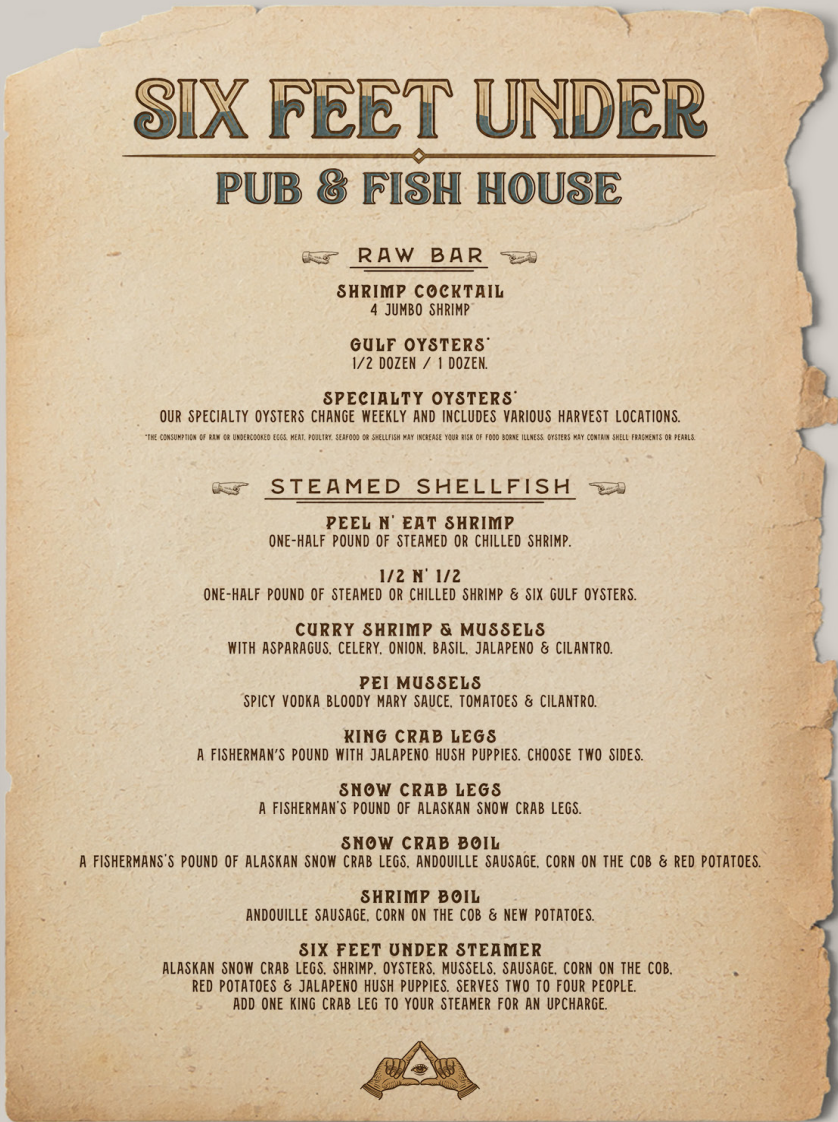 SIX FEET UNDER
PUB & FISH HOUSE
RAW BAR
SHRIMP COCKTAIL
4 JUMBO SHRIMP
GULF OYSTERS*
1/2 DOZEN / 1 DOZEN.
SPECIALTY OYSTERS*
OUR SPECIALTY OYSTERS CHANGE WEEKLY AND INCLUDES VARIOUS HARVEST LOCATIONS.
*THE CONSUMPTION OF RAW OR UNDERCOOKED EGGS, MEAT, POULTRY, SEAFOOD OR SHELLFISH MAY INCREASE YOUR RISK OF FOOD BORNE ILLNESS. OYSTERS MAY CONTAIN SHELL FRAGMENTS OR PEARLS.
STEAMED SHELLFISH
PEEL N' EAT SHRIMP
ONE-HALF POUND OF STEAMED OR CHILLED SHRIMP.
1/2 N' 1/2
ONE-HALF POUND OF STEAMED OR CHILLED SHRIMP & SIX GULF OYSTERS.
CURRY SHRIMP & MUSSELS
WITH ASPARAGUS, CELERY, ONION, BASIL, JALAPENO & CILANTRO.
PEI MUSSELS
SPICY VODKA BLOODY MARY SAUCE, TOMATOES & CILANTRO.
KING CRAB LEGS
A FISHERMAN'S POUND WITH JALAPENO HUSH PUPPIES. CHOOSE TWO SIDES.
SNOW CRAB LEGS
A FISHERMAN'S POUND OF ALASKAN SNOW CRAB LEGS.
SNOW CRAB BOIL
A FISHERMANS'S POUND OF ALASKAN SNOW CRAB LEGS, ANDOUILLE SAUSAGE, CORN ON THE COB & RED POTATOES.
SHRIMP BOIL
ANDOUILLE SAUSAGE, CORN ON THE COB & NEW POTATOES.
SIX FEET UNDER STEAMER
ALASKAN SNOW CRAB LEGS, SHRIMP, OYSTERS, MUSSELS, SAUSAGE, CORN ON THE COB,
RED POTATOES & JALAPENO HUSH PUPPIES. SERVES TWO TO FOUR PEOPLE.
ADD ONE KING CRAB LEG TO YOUR STEAMER FOR AN UPCHARGE.